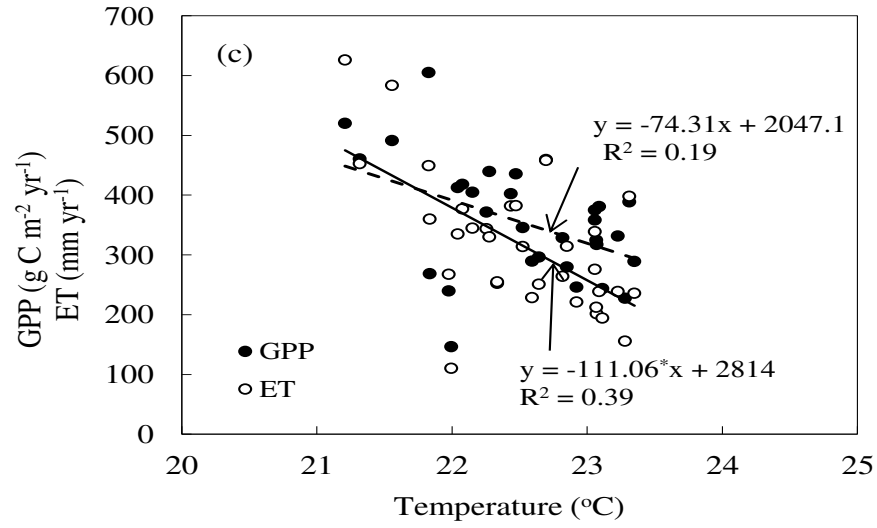 700
600
500
400
300
200
100
0
(c)
y = -74.31x + 2047.1
R² = 0.19
GPP (g C m⁻² yr⁻¹)
ET (mm yr⁻¹)
GPP
ET
y = -111.06*x + 2814
R² = 0.39
20 21 22 23 24 25
Temperature (°C)